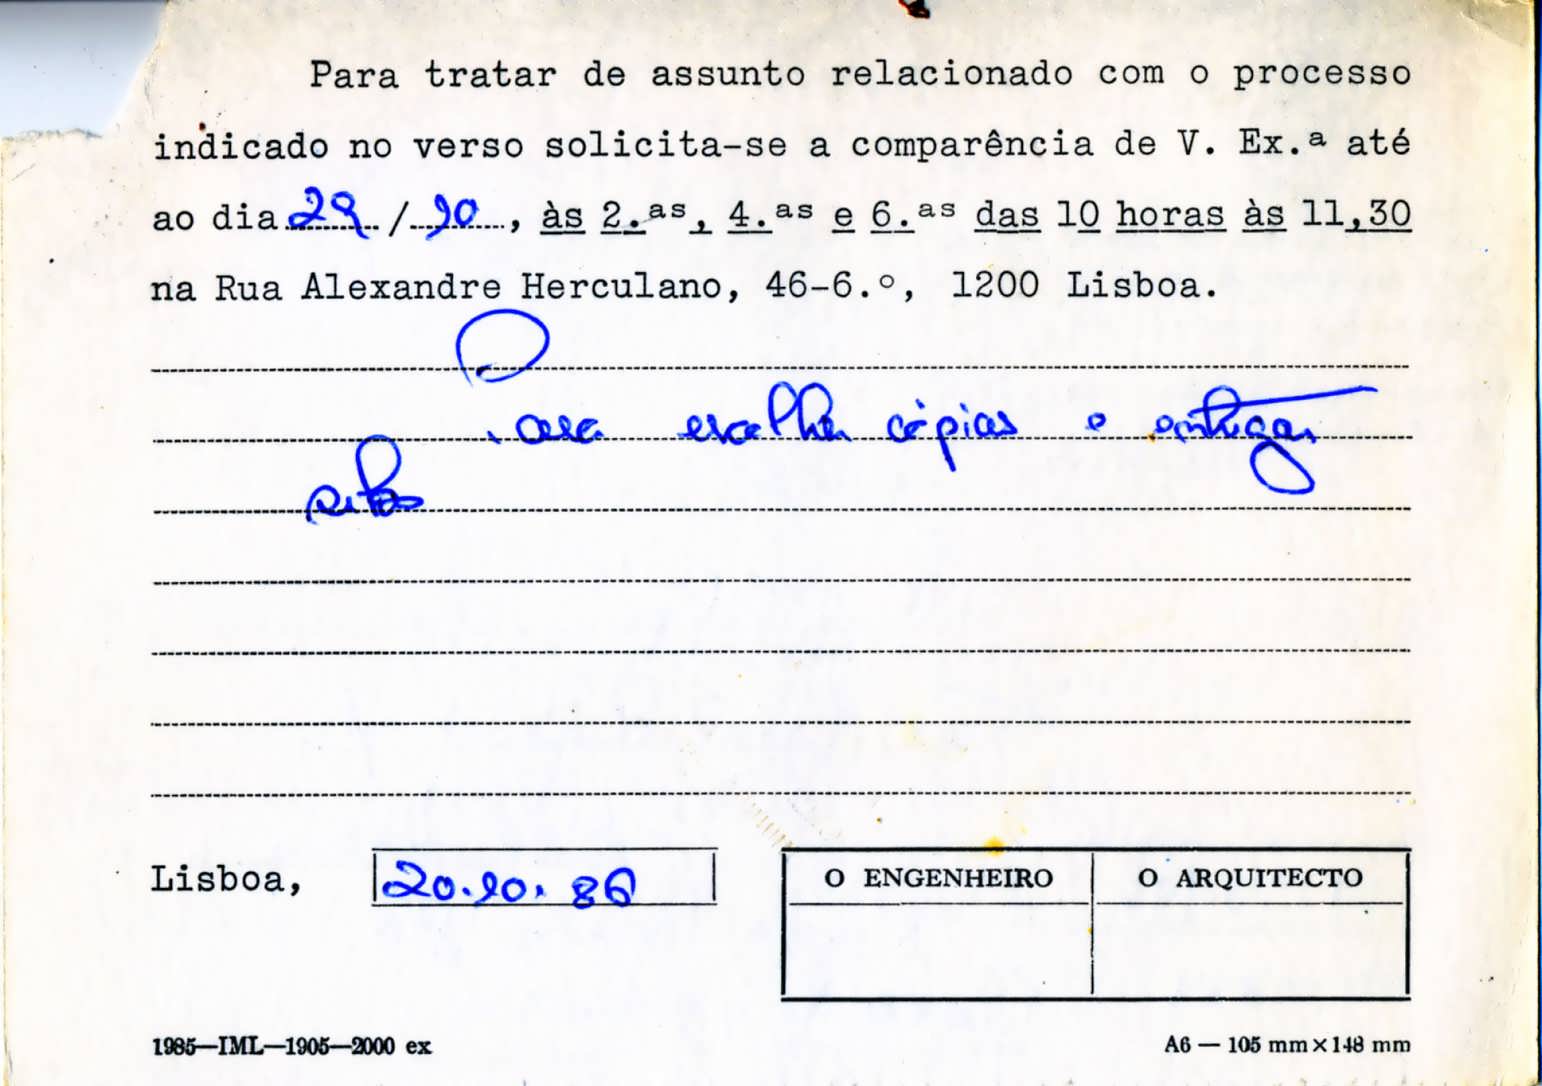 Para tratar de assunto relacionado com o processo
indicado no verso solicita-se a comparência de V. Ex.ª até
ao dia 29/10, às 2.as, 4.as e 6.as das 10 horas às 11,30
na Rua Alexandre Herculano, 46-6.º, 1200 Lisboa.
Para escolher cópias e entregar
Lisboa, 20.10.86
O ENGENHEIRO O ARQUITECTO
1985—IML—1905—2000 ex A6 — 105 mm × 148 mm